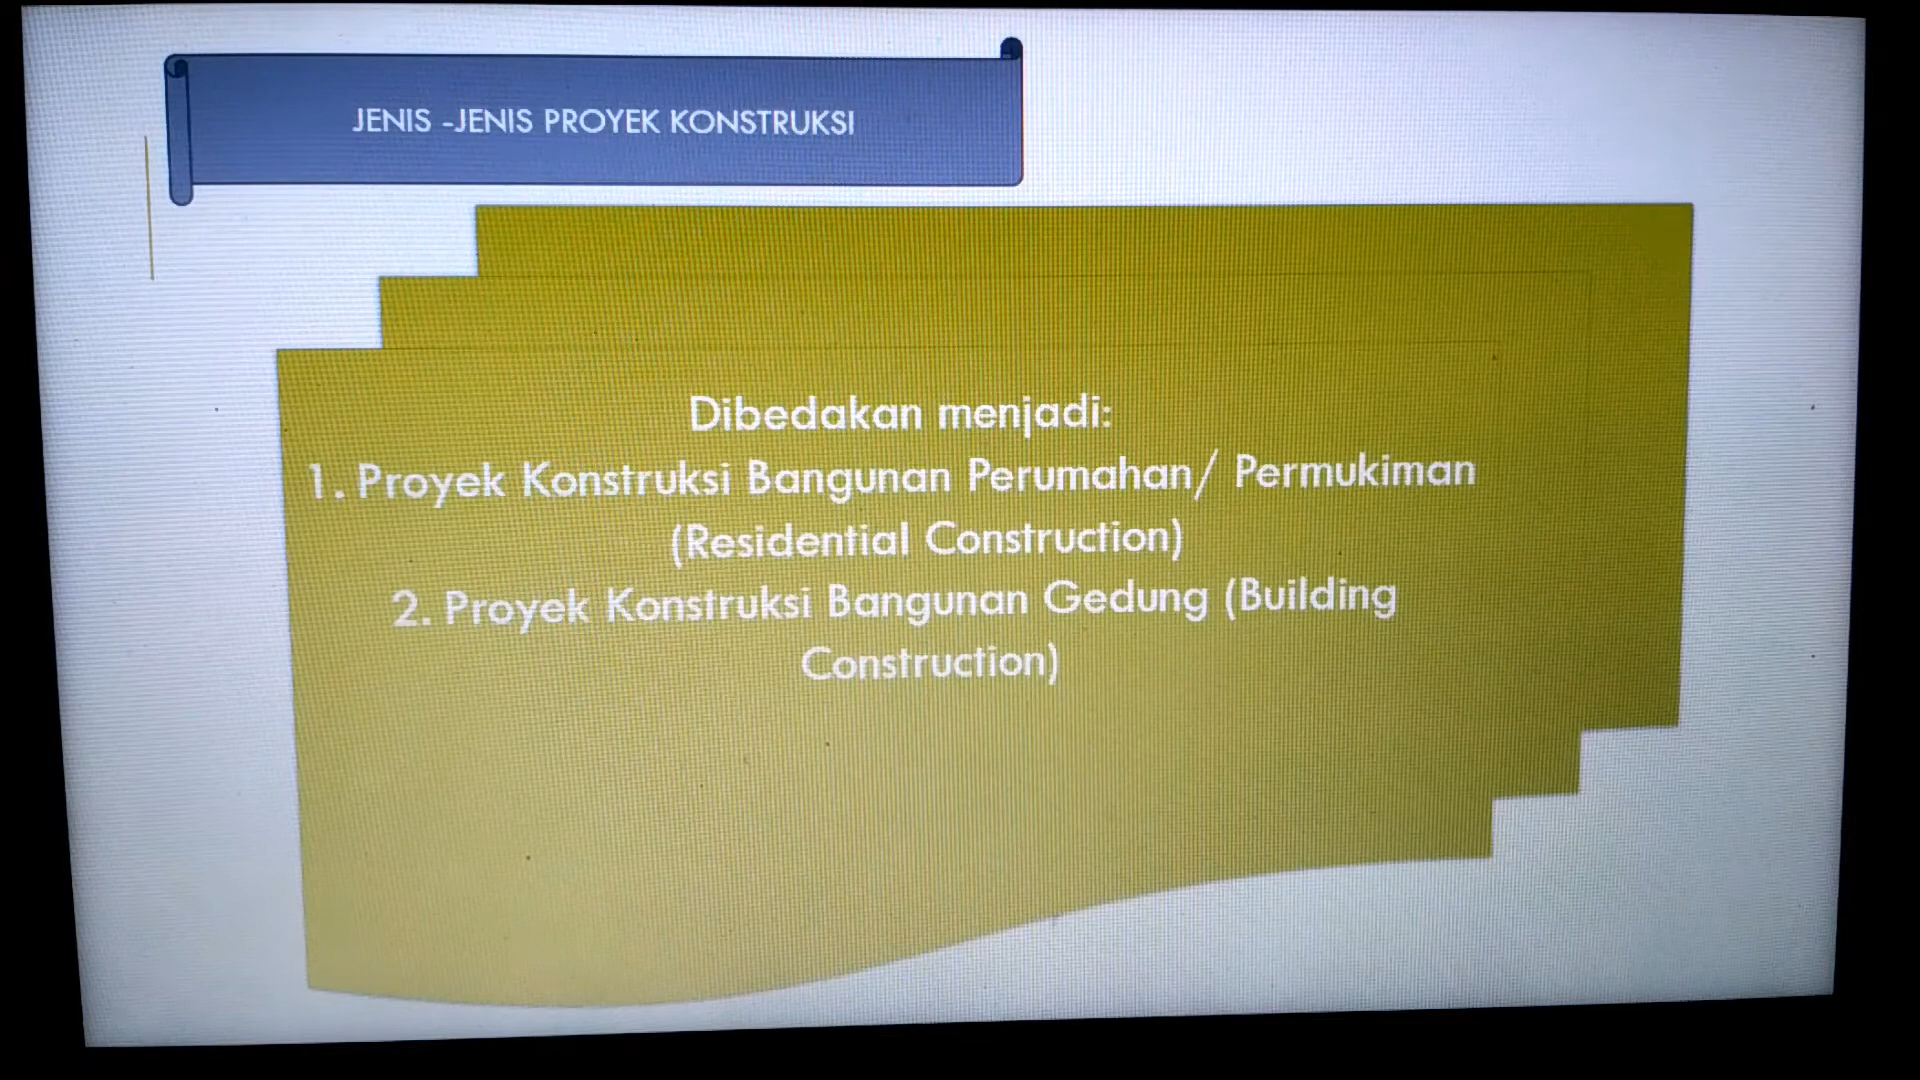 JENIS -JENIS PROYEK KONSTRUKSI
Dibedakan menjadi:
1. Proyek Konstruksi Bangunan Perumahan/ Permukiman
(Residential Construction)
2. Proyek Konstruksi Bangunan Gedung (Building
Construction)